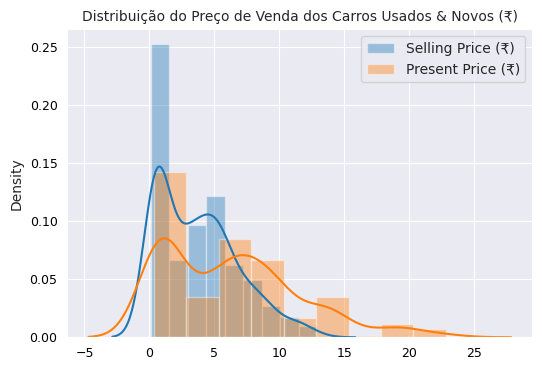 Distribuição do Preço de Venda dos Carros Usados & Novos (₹)
Selling Price (₹)
Present Price (₹)
Density
0.25
0.20
0.15
0.10
0.05
0.00
−5 0 5 10 15 20 25